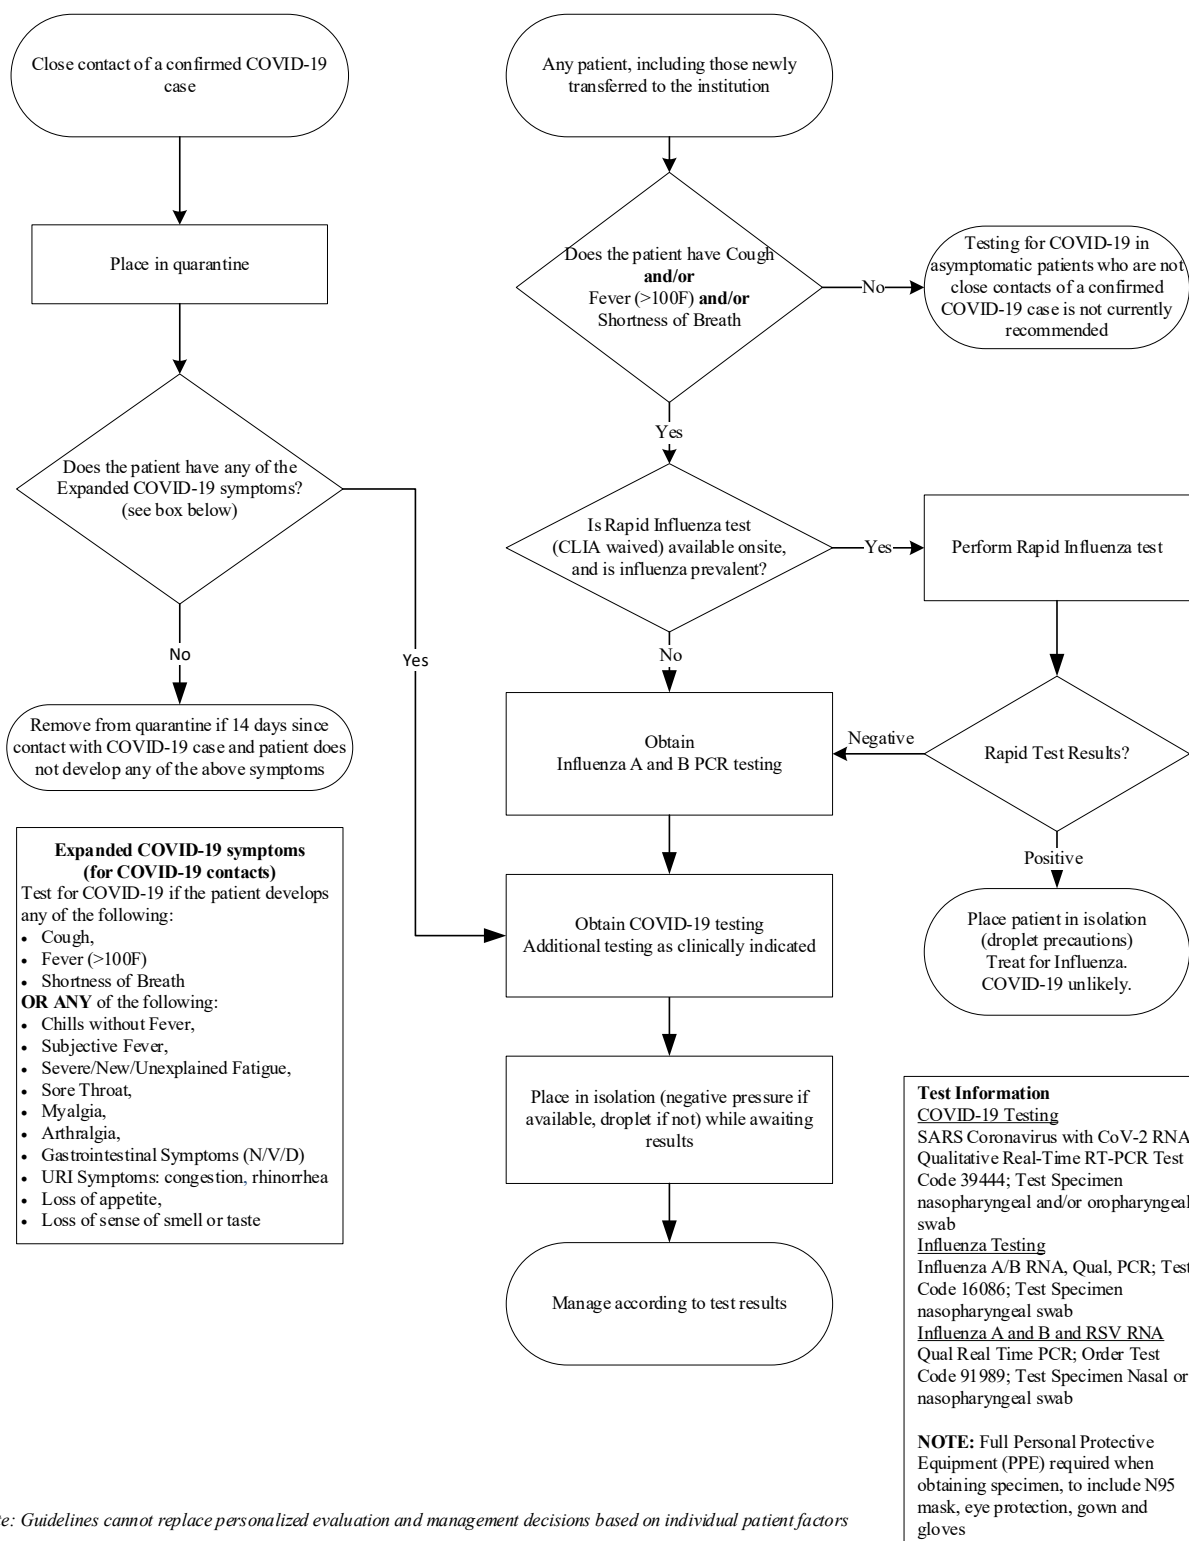 Close contact of a confirmed COVID-19
case
Place in quarantine
Does the patient have any of the
Expanded COVID-19 symptoms?
(see box below)
No
Yes
Remove from quarantine if 14 days since
contact with COVID-19 case and patient does
not develop any of the above symptoms
Expanded COVID-19 symptoms
(for COVID-19 contacts)
Test for COVID-19 if the patient develops
any of the following:
• Cough,
• Fever (>100F)
• Shortness of Breath
OR ANY of the following:
• Chills without Fever,
• Subjective Fever,
• Severe/New/Unexplained Fatigue,
• Sore Throat,
• Myalgia,
• Arthralgia,
• Gastrointestinal Symptoms (N/V/D)
• URI Symptoms: congestion, rhinorrhea
• Loss of appetite,
• Loss of sense of smell or taste
Any patient, including those newly
transferred to the institution
Does the patient have Cough
and/or
Fever (>100F) and/or
Shortness of Breath
No
Testing for COVID-19 in
asymptomatic patients who are not
close contacts of a confirmed
COVID-19 case is not currently
recommended
Yes
Is Rapid Influenza test
(CLIA waived) available onsite,
and is influenza prevalent?
Yes
Perform Rapid Influenza test
No
Rapid Test Results?
Negative
Obtain
Influenza A and B PCR testing
Positive
Place patient in isolation
(droplet precautions)
Treat for Influenza.
COVID-19 unlikely.
Obtain COVID-19 testing
Additional testing as clinically indicated
Place in isolation (negative pressure if
available, droplet if not) while awaiting
results
Manage according to test results
Test Information
COVID-19 Testing
SARS Coronavirus with CoV-2 RNA
Qualitative Real-Time RT-PCR Test
Code 39444; Test Specimen
nasopharyngeal and/or oropharyngeal
swab
Influenza Testing
Influenza A/B RNA, Qual, PCR; Test
Code 16086; Test Specimen
nasopharyngeal swab
Influenza A and B and RSV RNA
Qual Real Time PCR; Order Test
Code 91989; Test Specimen Nasal or
nasopharyngeal swab
NOTE: Full Personal Protective
Equipment (PPE) required when
obtaining specimen, to include N95
mask, eye protection, gown and
gloves
te: Guidelines cannot replace personalized evaluation and management decisions based on individual patient factors